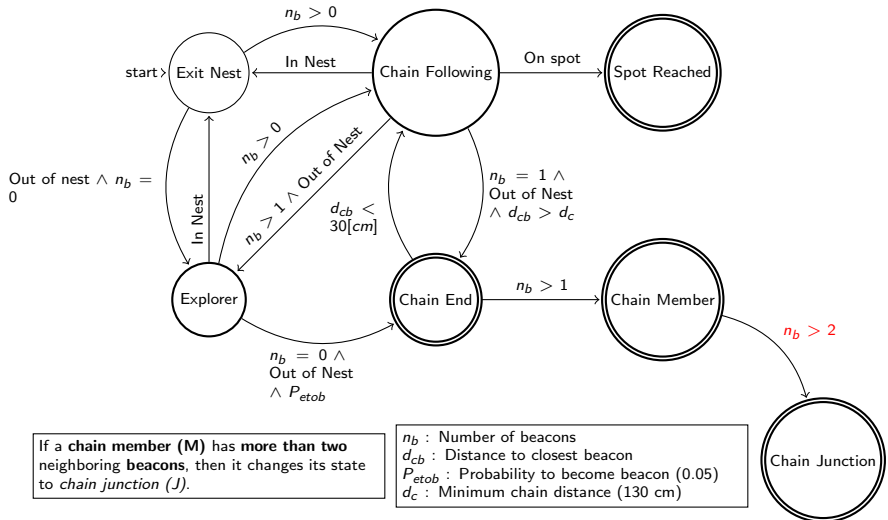 n_b > 0
start
Exit Nest
In Nest
Chain Following
On spot
Spot Reached
Out of nest ∧ n_b =
0
In Nest
n_b > 0
n_b > 1 ∧ Out of Nest
d_cb <
30[cm]
n_b = 1 ∧
Out of Nest
∧ d_cb > d_c
Explorer
Chain End
n_b > 1
Chain Member
n_b > 2
n_b = 0 ∧
Out of Nest
∧ P_etob
Chain Junction
If a chain member (M) has more than two
neighboring beacons, then it changes its state
to chain junction (J).
n_b : Number of beacons
d_cb : Distance to closest beacon
P_etob : Probability to become beacon (0.05)
d_c : Minimum chain distance (130 cm)